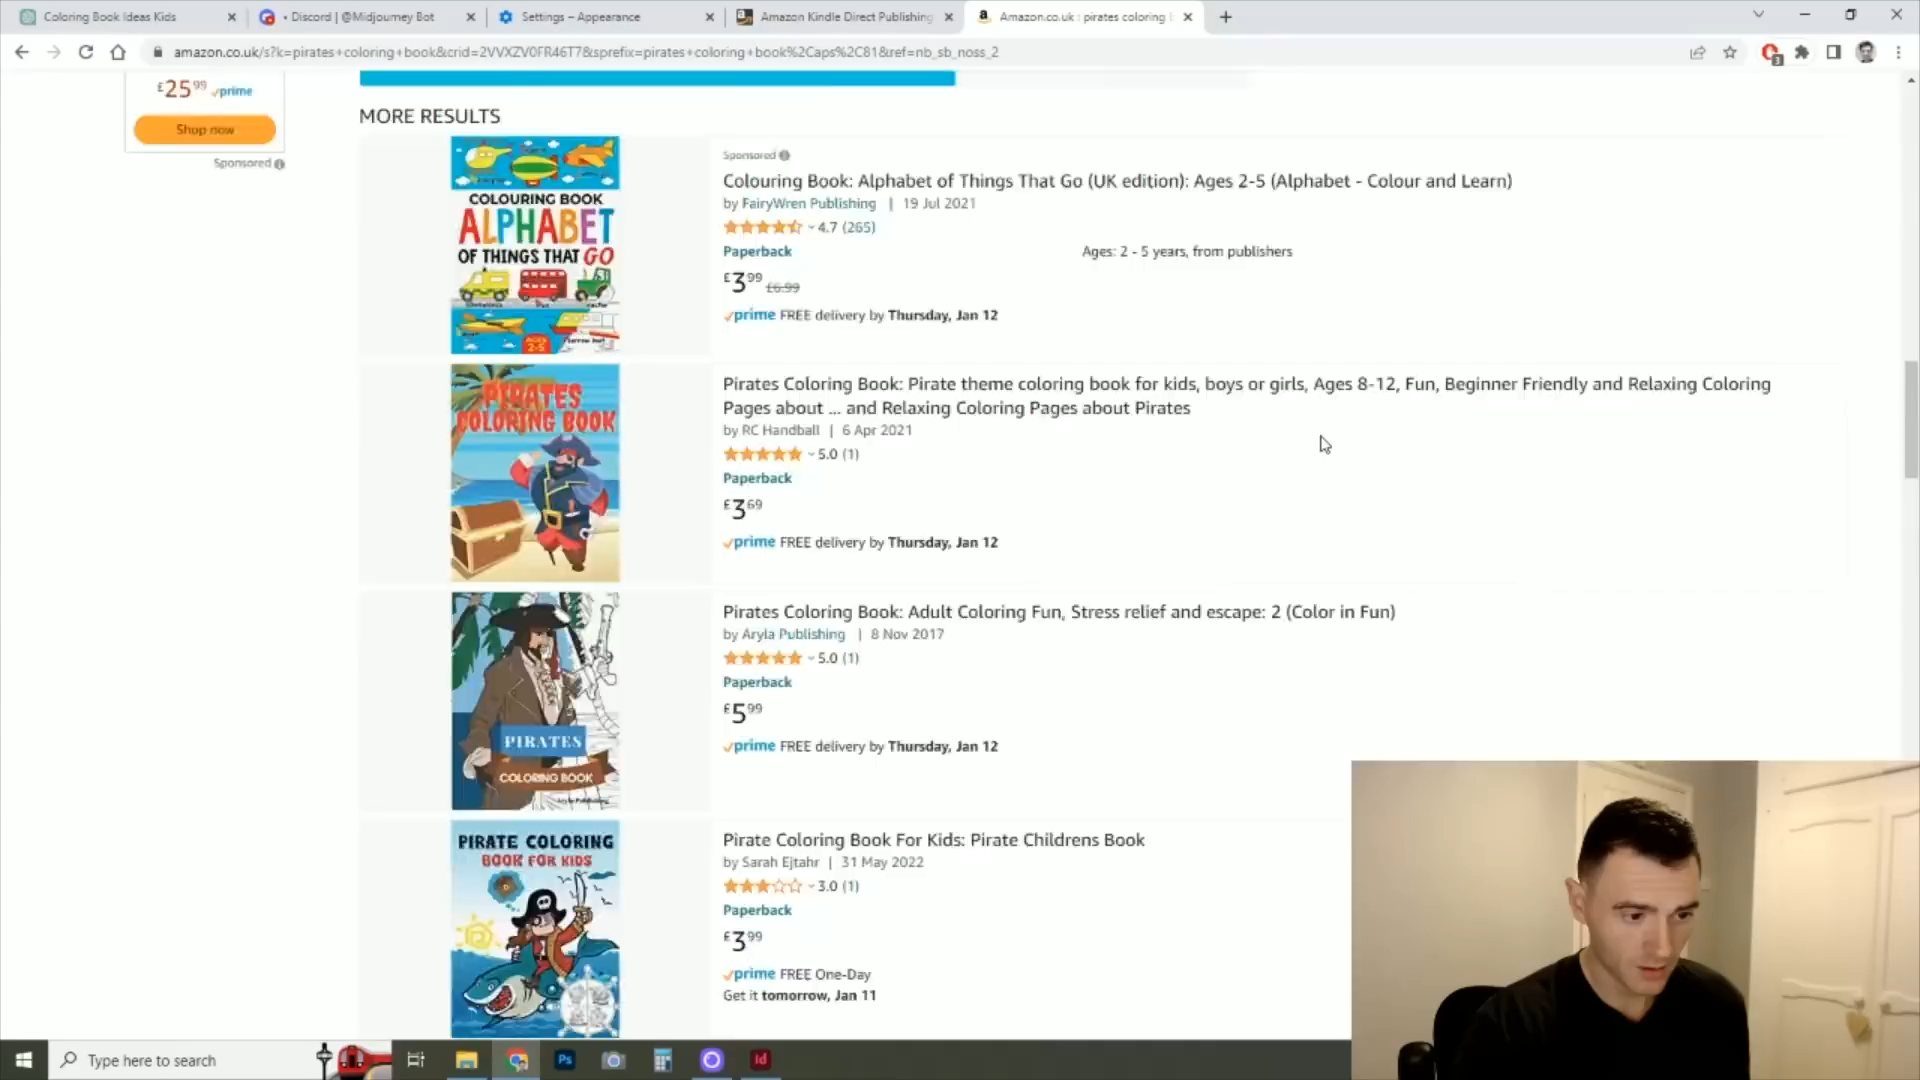 Coloring Book Ideas Kids
• Discord | @Midjourney Bot
Settings – Appearance
Amazon Kindle Direct Publishing
Amazon.co.uk : pirates coloring
amazon.co.uk/s?k=pirates+coloring+book&crid=2VVXZV0FR46T7&sprefix=pirates+coloring+book%2Caps%2C81&ref=nb_sb_noss_2
3
£25.99 prime
Shop now
Sponsored
MORE RESULTS
COLOURING BOOK
ALPHABET
OF THINGS THAT GO
AGES
2-5
Sponsored
Colouring Book: Alphabet of Things That Go (UK edition): Ages 2-5 (Alphabet - Colour and Learn)
by FairyWren Publishing | 19 Jul 2021
4.7 (265)
Paperback
Ages: 2 - 5 years, from publishers
£3.99 £6.99
prime FREE delivery by Thursday, Jan 12
PIRATES
COLORING BOOK
Pirates Coloring Book: Pirate theme coloring book for kids, boys or girls, Ages 8-12, Fun, Beginner Friendly and Relaxing Coloring
Pages about ... and Relaxing Coloring Pages about Pirates
by RC Handball | 6 Apr 2021
5.0 (1)
Paperback
£3.69
prime FREE delivery by Thursday, Jan 12
PIRATES
COLORING BOOK
Pirates Coloring Book: Adult Coloring Fun, Stress relief and escape: 2 (Color in Fun)
by Aryla Publishing | 8 Nov 2017
5.0 (1)
Paperback
£5.99
prime FREE delivery by Thursday, Jan 12
PIRATE COLORING
BOOK FOR KIDS
Pirate Coloring Book For Kids: Pirate Childrens Book
by Sarah Ejtahr | 31 May 2022
3.0 (1)
Paperback
£3.99
prime FREE One-Day
Get it tomorrow, Jan 11
Type here to search
Ps
Id